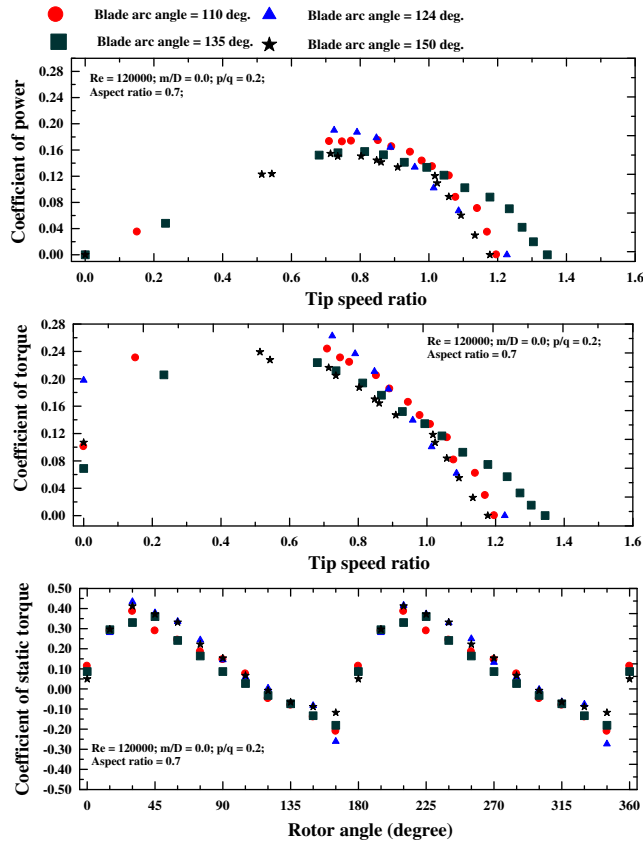 Blade arc angle = 110 deg.
Blade arc angle = 124 deg.
Blade arc angle = 135 deg.
Blade arc angle = 150 deg.
Re = 120000; m/D = 0.0; p/q = 0.2;
Aspect ratio = 0.7;
Coefficient of power
0.28
0.24
0.20
0.16
0.12
0.08
0.04
0.00
0.0 0.2 0.4 0.6 0.8 1.0 1.2 1.4 1.6
Tip speed ratio
Re = 120000; m/D = 0.0; p/q = 0.2;
Aspect ratio = 0.7
Coefficient of torque
0.28
0.24
0.20
0.16
0.12
0.08
0.04
0.00
0.0 0.2 0.4 0.6 0.8 1.0 1.2 1.4 1.6
Tip speed ratio
Coefficient of static torque
0.50
0.40
0.30
0.20
0.10
0.00
-0.10
-0.20
-0.30
-0.40
-0.50
Re = 120000; m/D = 0.0; p/q = 0.2;
Aspect ratio = 0.7
0 45 90 135 180 225 270 315 360
Rotor angle (degree)